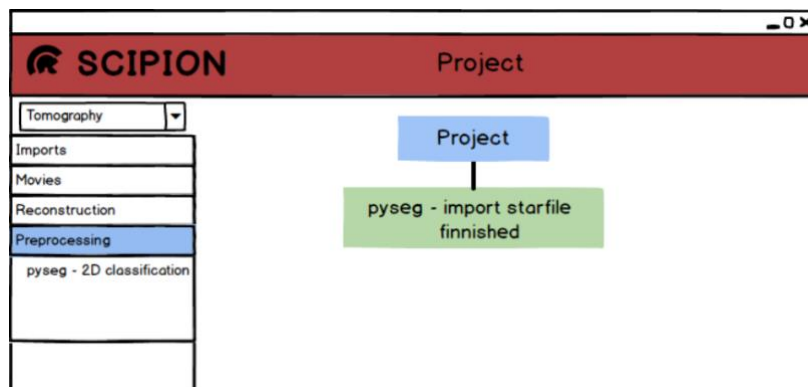 SCIPION
Project
Tomography
Imports
Movies
Reconstruction
Preprocessing
pyseg - 2D classification
Project
pyseg - import starfile
finnished